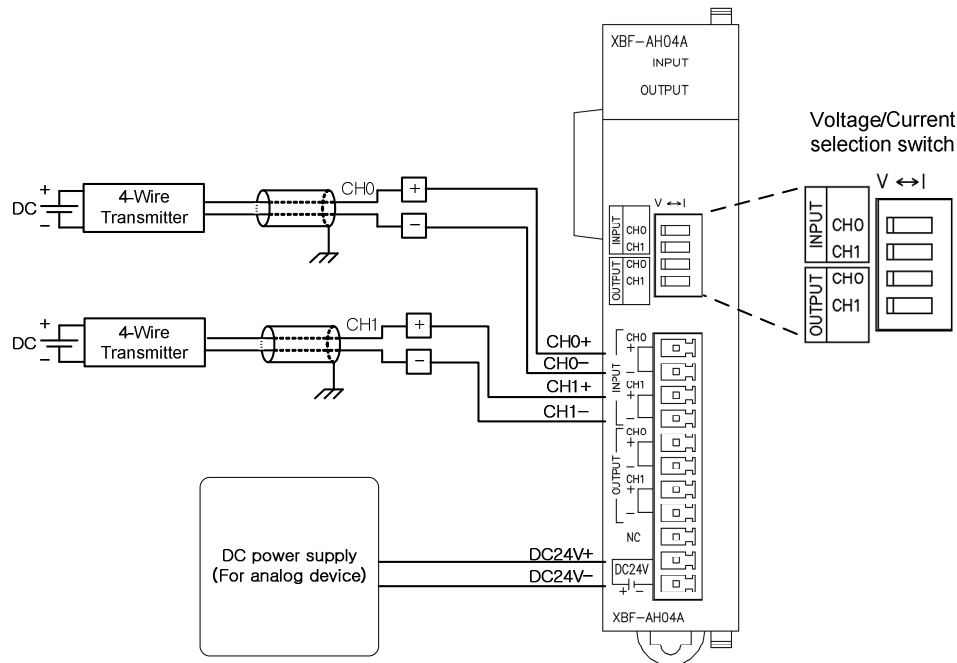 XBF-AH04A
INPUT
OUTPUT
Voltage/Current
selection switch
V ↔ I
INPUT
CH0
CH1
OUTPUT
CH0
CH1
V ↔ I
INPUT
CH0
CH1
OUTPUT
CH0
CH1
DC
+
−
4-Wire
Transmitter
CH0
+
−
DC
+
−
4-Wire
Transmitter
CH1
+
−
CH0+
CH0−
CH1+
CH1−
INPUT
CH0
+
−
CH1
+
−
OUTPUT
CH0
+
−
CH1
+
−
NC
DC power supply
(For analog device)
DC24V+
DC24V−
DC24V
+ −
XBF-AH04A